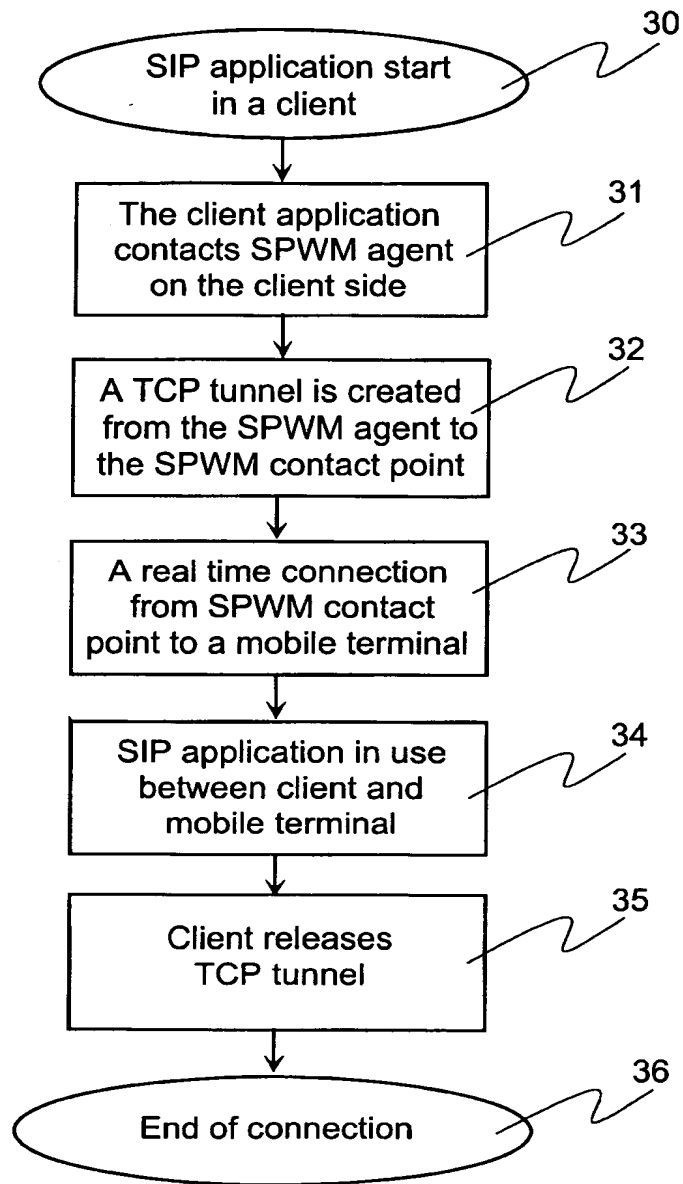 30
SIP application start
in a client
31
The client application
contacts SPWM agent
on the client side
32
A TCP tunnel is created
from the SPWM agent to
the SPWM contact point
33
A real time connection
from SPWM contact
point to a mobile terminal
34
SIP application in use
between client and
mobile terminal
35
Client releases
TCP tunnel
36
End of connection